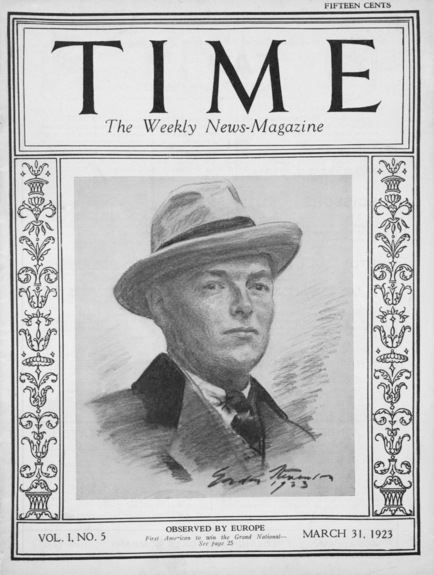 FIFTEEN CENTS
TIME
The Weekly News-Magazine
1923
VOL. I, NO. 5
OBSERVED BY EUROPE
First American to win the Grand National—
See page 25
MARCH 31, 1923